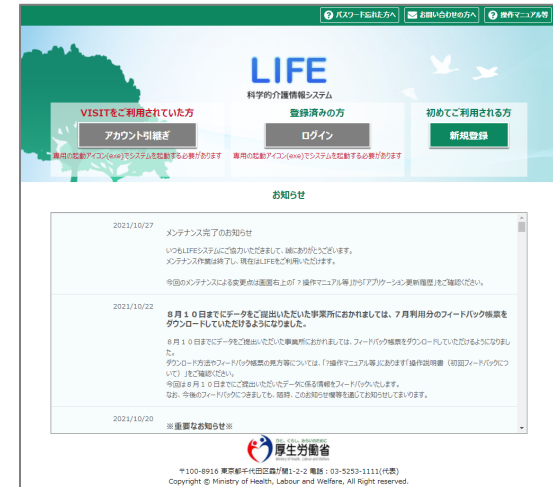 パスワード忘れた方へ
お問い合わせの方へ
操作マニュアル等
LIFE
科学的介護情報システム
VISITをご利用されていた方
登録済みの方
初めてご利用される方
アカウント引継ぎ
ログイン
新規登録
専用の起動アイコン(exe)でシステムを起動する必要があります
専用の起動アイコン(exe)でシステムを起動する必要があります
お知らせ
2021/10/27
メンテナンス完了のお知らせ
いつもLIFEシステムにご協力いただきまして、誠にありがとうございます。
メンテナンス作業は終了し、現在はLIFEをご利用いただけます。
今回のメンテナンスによる変更点は画面右上の「？操作マニュアル等」から「アプリケーション更新履歴」をご確認ください。
2021/10/22
８月１０日までにデータをご提出いただいた事業所におかれましては、７月利用分のフィードバック帳票を
ダウンロードしていただけるようになりました。
８月１０日までにデータをご提出いただいた事業所におかれましては、フィードバック帳票をダウンロードしていただけるようになりまし
た。
ダウンロード方法やフィードバック帳票の見方等については、「?操作マニュアル等」にあります「操作説明書（初回フィードバックにつ
いて）」をご確認ください。
今回は８月１０日までにご提出いただいたデータに係る情報をフィードバックいたします。
なお、今後のフィードバックにつきましても、随時、このお知らせ欄等を通じてお知らせしてまいります。
2021/10/20
※重要なお知らせ※
ひと、くらし、みらいのために
厚生労働省
〒100-8916 東京都千代田区霞が関1-2-2 電話：03-5253-1111(代表)
Copyright © Ministry of Health, Labour and Welfare, All Right reserved.